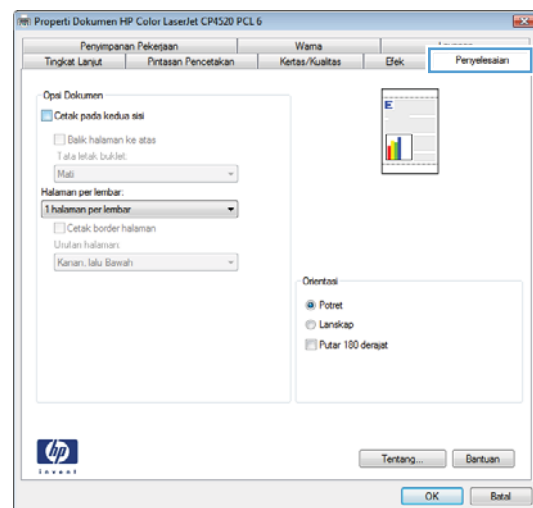 Properti Dokumen HP Color LaserJet CP4520 PCL 6
Penyimpanan Pekerjaan Warna
Tingkat Lanjut Pintasan Pencetakan Kertas/Kualitas Efek Penyelesaian
Opsi Dokumen
Cetak pada kedua sisi
Balik halaman ke atas
Tata letak buklet:
Mati
Halaman per lembar:
1 halaman per lembar
Cetak border halaman
Urutan halaman:
Kanan, lalu Bawah
E
Orientasi
Potret
Lanskap
Putar 180 derajat
hp
invent
Tentang... Bantuan
OK Batal